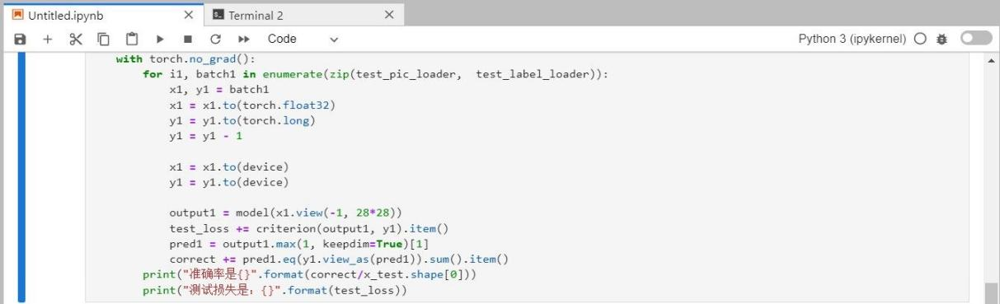 Untitled.ipynb
Terminal 2
Code
Python 3 (ipykernel)
with torch.no_grad():
for i1, batch1 in enumerate(zip(test_pic_loader,  test_label_loader)):
x1, y1 = batch1
x1 = x1.to(torch.float32)
y1 = y1.to(torch.long)
y1 = y1 - 1
x1 = x1.to(device)
y1 = y1.to(device)
output1 = model(x1.view(-1, 28*28))
test_loss += criterion(output1, y1).item()
pred1 = output1.max(1, keepdim=True)[1]
correct += pred1.eq(y1.view_as(pred1)).sum().item()
print("准确率是{}".format(correct/x_test.shape[0]))
print("测试损失是：{}".format(test_loss))